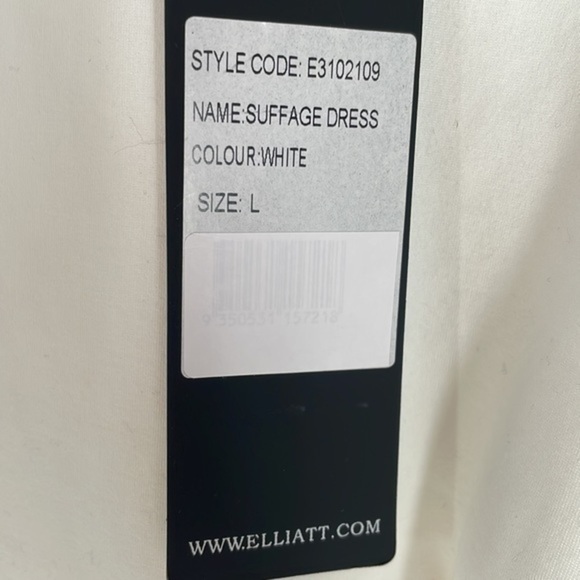 STYLE CODE: E3102109
NAME:SUFFAGE DRESS
COLOUR:WHITE
SIZE: L
WWW.ELLIATT.COM